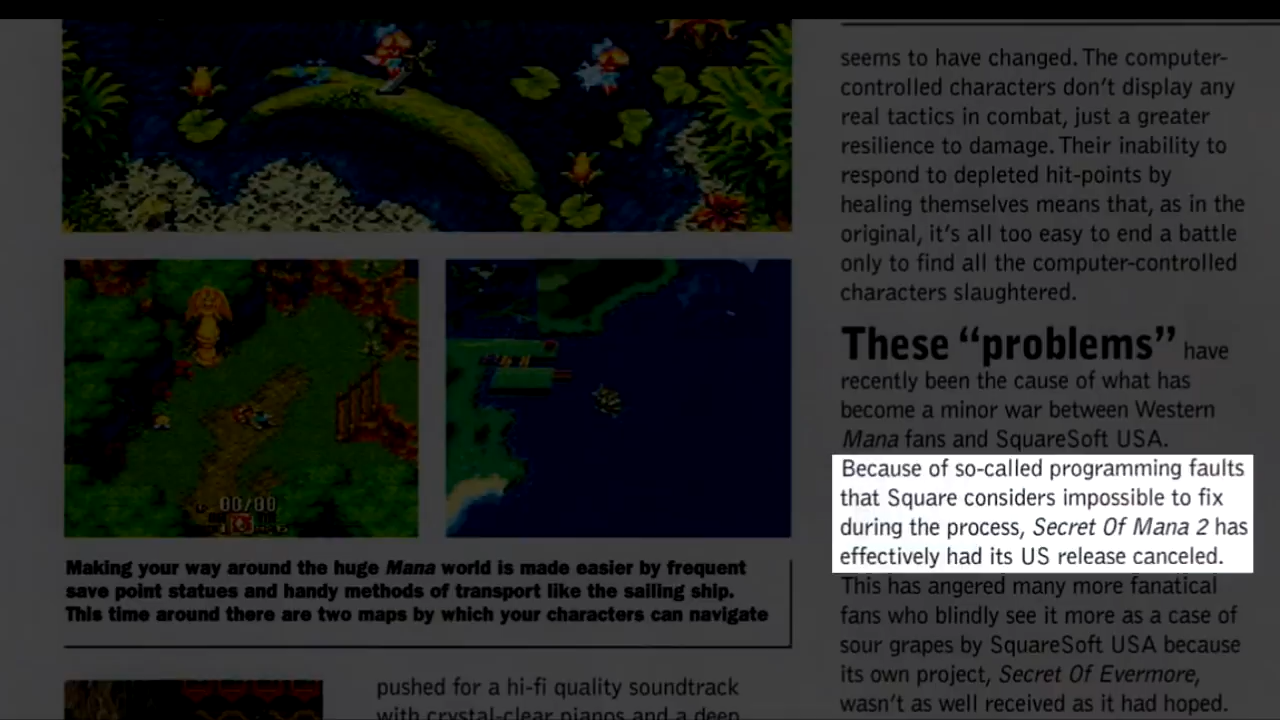 00/00
Making your way around the huge Mana world is made easier by frequent
save point statues and handy methods of transport like the sailing ship.
This time around there are two maps by which your characters can navigate
pushed for a hi-fi quality soundtrack
with crystal-clear pianos and a deep
seems to have changed. The computer-
controlled characters don't display any
real tactics in combat, just a greater
resilience to damage. Their inability to
respond to depleted hit-points by
healing themselves means that, as in the
original, it's all too easy to end a battle
only to find all the computer-controlled
characters slaughtered.
These “problems” have
recently been the cause of what has
become a minor war between Western
Mana fans and SquareSoft USA.
Because of so-called programming faults
that Square considers impossible to fix
during the process, Secret Of Mana 2 has
effectively had its US release canceled.
This has angered many more fanatical
fans who blindly see it more as a case of
sour grapes by SquareSoft USA because
its own project, Secret Of Evermore,
wasn't as well received as it had hoped.